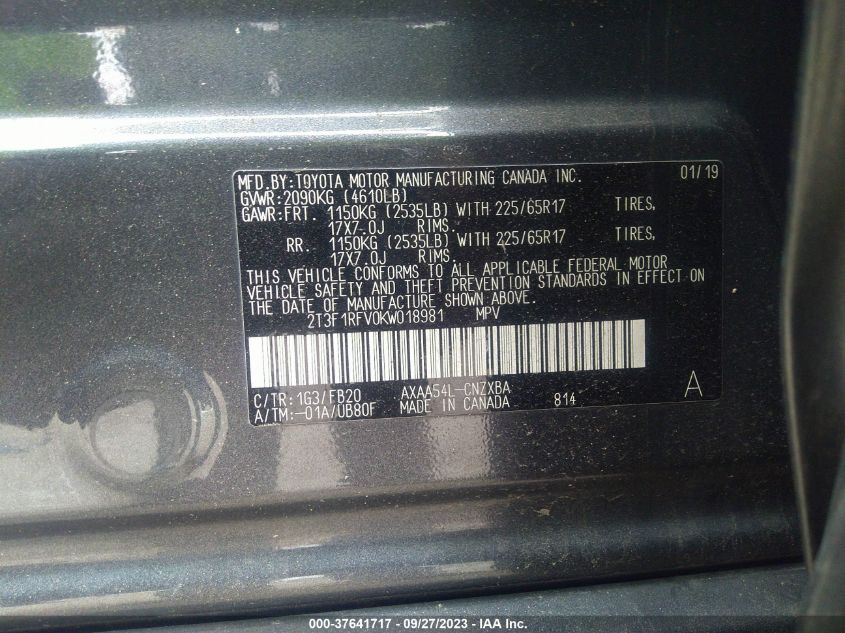 MFD.BY:TOYOTA MOTOR MANUFACTURING CANADA INC. 01/19
GVWR:2090KG (4610LB)
GAWR:FRT. 1150KG (2535LB) WITH 225/65R17 TIRES,
17X7.0J RIMS.
RR. 1150KG (2535LB) WITH 225/65R17 TIRES,
17X7.0J RIMS.
THIS VEHICLE CONFORMS TO ALL APPLICABLE FEDERAL MOTOR
VEHICLE SAFETY AND THEFT PREVENTION STANDARDS IN EFFECT ON
THE DATE OF MANUFACTURE SHOWN ABOVE.
2T3F1RFV0KW018981 MPV
C/TR:1G3/FB20 AXAA54L-CNZXBA A
A/TM:-01A/UB80F MADE IN CANADA 814
000-37641717 - 09/27/2023 - IAA Inc.